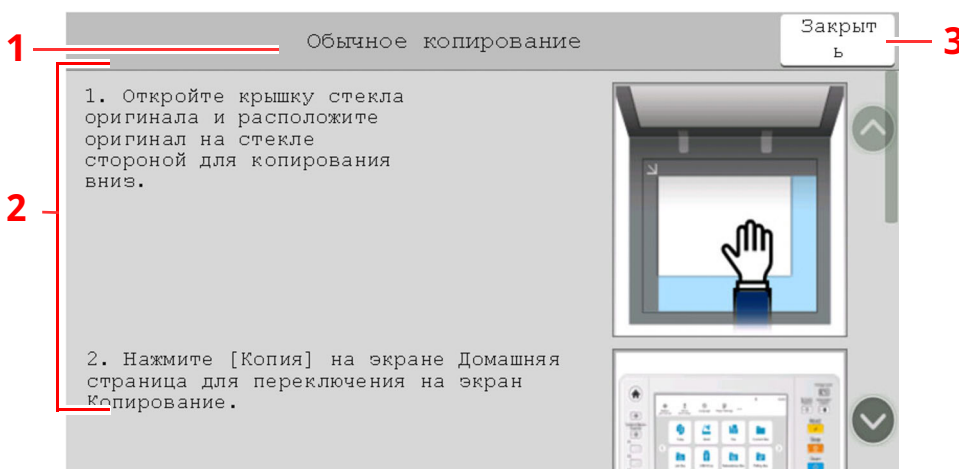 1
Обычное копирование
Закрыт
ь
3
1. Откройте крышку стекла
оригинала и расположите
оригинал на стекле
стороной для копирования
вниз.
2
2. Нажмите [Копия] на экране Домашняя
страница для переключения на экран
Копирование.